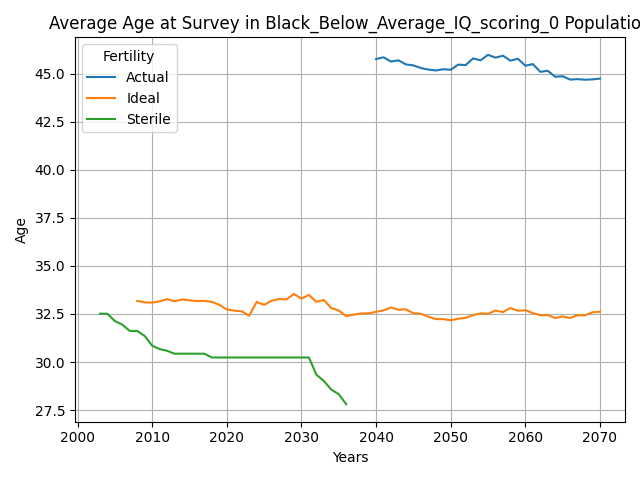 Average Age at Survey in Black_Below_Average_IQ_scoring_0 Populatio
Fertility
Actual
Ideal
Sterile
45.0
42.5
40.0
37.5
35.0
32.5
30.0
27.5
Age
2000 2010 2020 2030 2040 2050 2060 2070
Years